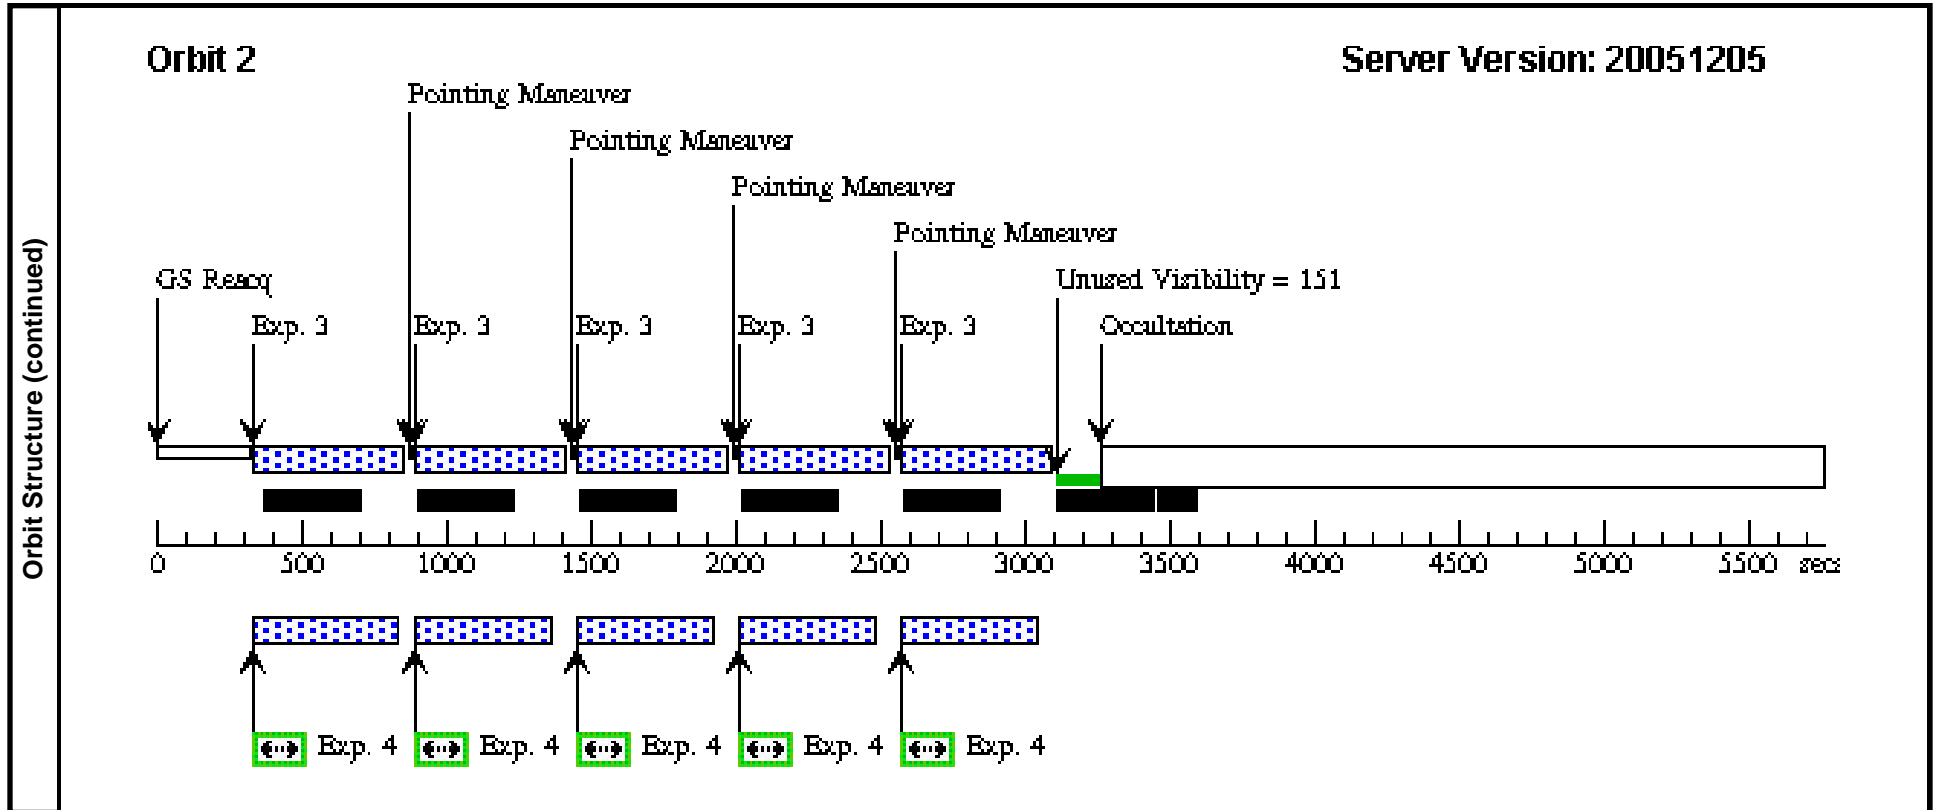 Orbit Structure (continued)
Orbit 2
Server Version: 20051205
Pointing Maneuver
Pointing Maneuver
Pointing Maneuver
Pointing Maneuver
GS Reacq
Unused Visibility = 151
Exp. 3
Exp. 3
Exp. 3
Exp. 3
Exp. 3
Occultation
0 500 1000 1500 2000 2500 3000 3500 4000 4500 5000 5500 secs
Exp. 4
Exp. 4
Exp. 4
Exp. 4
Exp. 4